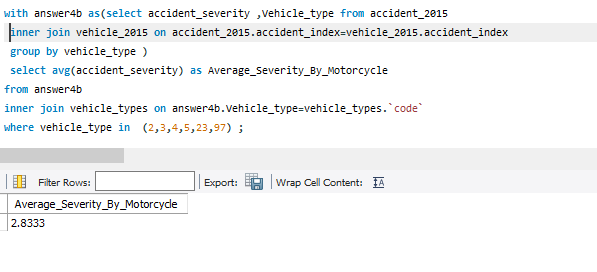 with answer4b as(select accident_severity ,Vehicle_type from accident_2015
inner join vehicle_2015 on accident_2015.accident_index=vehicle_2015.accident_index
group by vehicle_type )
select avg(accident_severity) as Average_Severity_By_Motorcycle
from answer4b
inner join vehicle_types on answer4b.Vehicle_type=vehicle_types.`code`
where vehicle_type in (2,3,4,5,23,97) ;
Filter Rows: Export: Wrap Cell Content: IA
Average_Severity_By_Motorcycle
2.8333